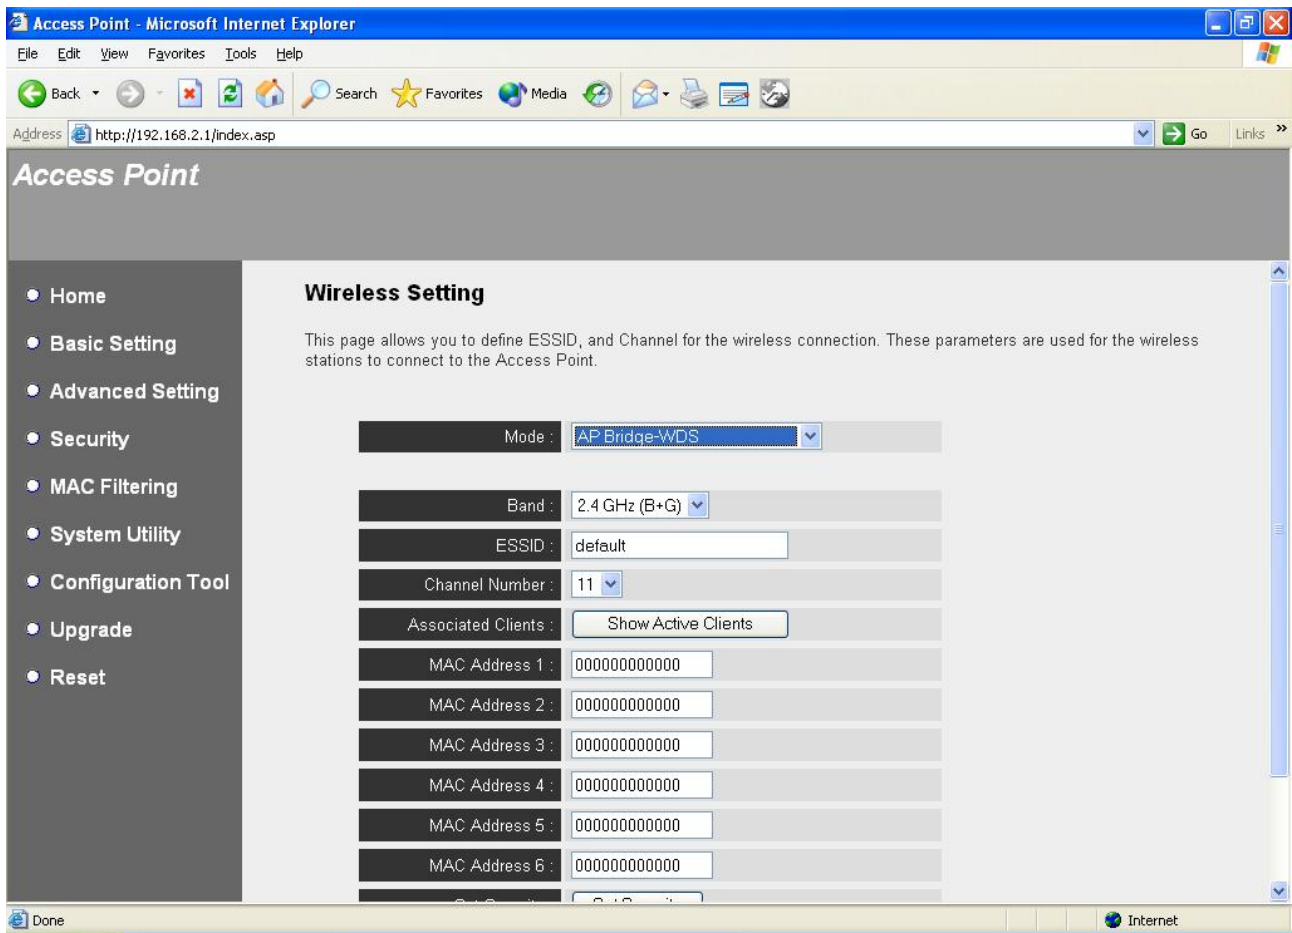 Access Point - Microsoft Internet Explorer
File Edit View Favorites Tools Help
Back Search Favorites Media
Address http://192.168.2.1/index.asp Go Links »
Access Point
Home
Basic Setting
Advanced Setting
Security
MAC Filtering
System Utility
Configuration Tool
Upgrade
Reset
Wireless Setting
This page allows you to define ESSID, and Channel for the wireless connection. These parameters are used for the wireless
stations to connect to the Access Point.
Mode : AP Bridge-WDS
Band : 2.4 GHz (B+G)
ESSID : default
Channel Number : 11
Associated Clients : Show Active Clients
MAC Address 1 : 000000000000
MAC Address 2 : 000000000000
MAC Address 3 : 000000000000
MAC Address 4 : 000000000000
MAC Address 5 : 000000000000
MAC Address 6 : 000000000000
Done Internet